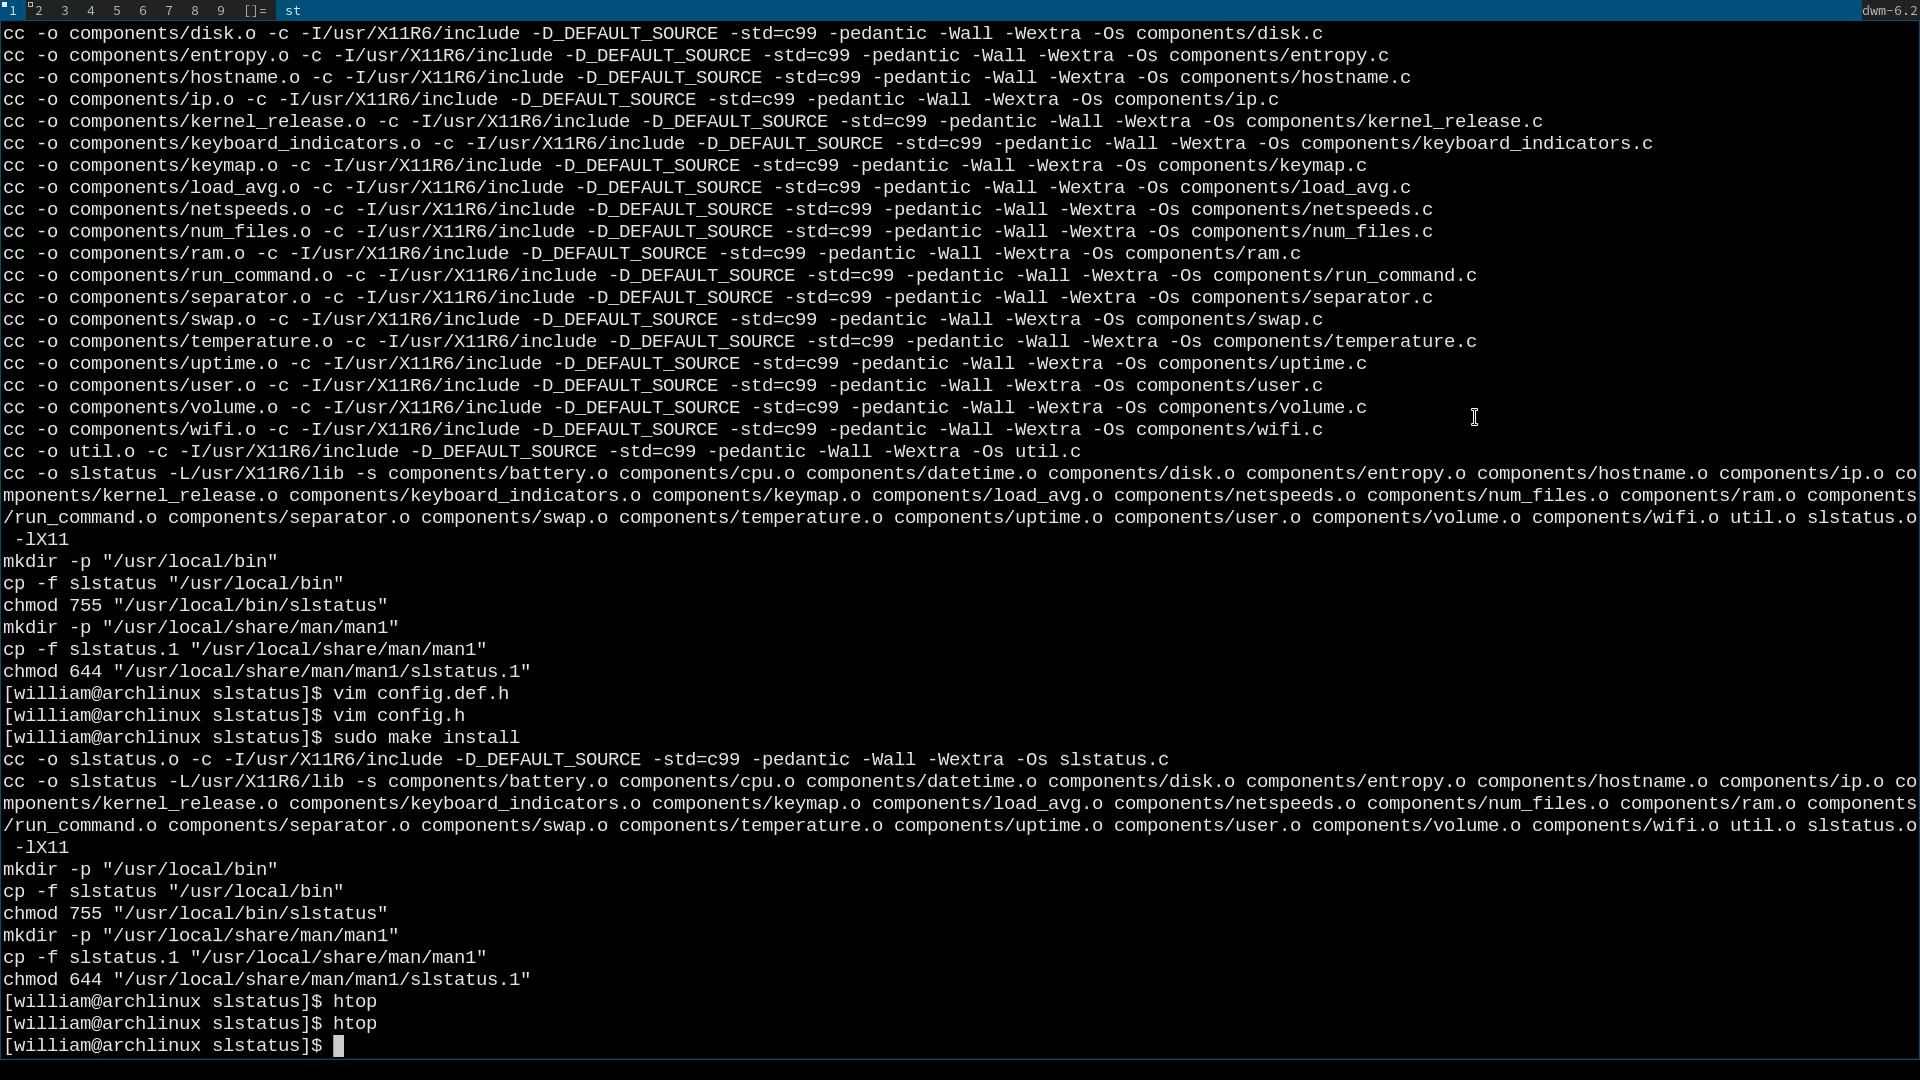 1 2 3 4 5 6 7 8 9 []= st dwm-6.2
cc -o components/disk.o -c -I/usr/X11R6/include -D_DEFAULT_SOURCE -std=c99 -pedantic -Wall -Wextra -Os components/disk.c
cc -o components/entropy.o -c -I/usr/X11R6/include -D_DEFAULT_SOURCE -std=c99 -pedantic -Wall -Wextra -Os components/entropy.c
cc -o components/hostname.o -c -I/usr/X11R6/include -D_DEFAULT_SOURCE -std=c99 -pedantic -Wall -Wextra -Os components/hostname.c
cc -o components/ip.o -c -I/usr/X11R6/include -D_DEFAULT_SOURCE -std=c99 -pedantic -Wall -Wextra -Os components/ip.c
cc -o components/kernel_release.o -c -I/usr/X11R6/include -D_DEFAULT_SOURCE -std=c99 -pedantic -Wall -Wextra -Os components/kernel_release.c
cc -o components/keyboard_indicators.o -c -I/usr/X11R6/include -D_DEFAULT_SOURCE -std=c99 -pedantic -Wall -Wextra -Os components/keyboard_indicators.c
cc -o components/keymap.o -c -I/usr/X11R6/include -D_DEFAULT_SOURCE -std=c99 -pedantic -Wall -Wextra -Os components/keymap.c
cc -o components/load_avg.o -c -I/usr/X11R6/include -D_DEFAULT_SOURCE -std=c99 -pedantic -Wall -Wextra -Os components/load_avg.c
cc -o components/netspeeds.o -c -I/usr/X11R6/include -D_DEFAULT_SOURCE -std=c99 -pedantic -Wall -Wextra -Os components/netspeeds.c
cc -o components/num_files.o -c -I/usr/X11R6/include -D_DEFAULT_SOURCE -std=c99 -pedantic -Wall -Wextra -Os components/num_files.c
cc -o components/ram.o -c -I/usr/X11R6/include -D_DEFAULT_SOURCE -std=c99 -pedantic -Wall -Wextra -Os components/ram.c
cc -o components/run_command.o -c -I/usr/X11R6/include -D_DEFAULT_SOURCE -std=c99 -pedantic -Wall -Wextra -Os components/run_command.c
cc -o components/separator.o -c -I/usr/X11R6/include -D_DEFAULT_SOURCE -std=c99 -pedantic -Wall -Wextra -Os components/separator.c
cc -o components/swap.o -c -I/usr/X11R6/include -D_DEFAULT_SOURCE -std=c99 -pedantic -Wall -Wextra -Os components/swap.c
cc -o components/temperature.o -c -I/usr/X11R6/include -D_DEFAULT_SOURCE -std=c99 -pedantic -Wall -Wextra -Os components/temperature.c
cc -o components/uptime.o -c -I/usr/X11R6/include -D_DEFAULT_SOURCE -std=c99 -pedantic -Wall -Wextra -Os components/uptime.c
cc -o components/user.o -c -I/usr/X11R6/include -D_DEFAULT_SOURCE -std=c99 -pedantic -Wall -Wextra -Os components/user.c
cc -o components/volume.o -c -I/usr/X11R6/include -D_DEFAULT_SOURCE -std=c99 -pedantic -Wall -Wextra -Os components/volume.c
cc -o components/wifi.o -c -I/usr/X11R6/include -D_DEFAULT_SOURCE -std=c99 -pedantic -Wall -Wextra -Os components/wifi.c
cc -o util.o -c -I/usr/X11R6/include -D_DEFAULT_SOURCE -std=c99 -pedantic -Wall -Wextra -Os util.c
cc -o slstatus -L/usr/X11R6/lib -s components/battery.o components/cpu.o components/datetime.o components/disk.o components/entropy.o components/hostname.o components/ip.o co
mponents/kernel_release.o components/keyboard_indicators.o components/keymap.o components/load_avg.o components/netspeeds.o components/num_files.o components/ram.o components
/run_command.o components/separator.o components/swap.o components/temperature.o components/uptime.o components/user.o components/volume.o components/wifi.o util.o slstatus.o
-lX11
mkdir -p "/usr/local/bin"
cp -f slstatus "/usr/local/bin"
chmod 755 "/usr/local/bin/slstatus"
mkdir -p "/usr/local/share/man/man1"
cp -f slstatus.1 "/usr/local/share/man/man1"
chmod 644 "/usr/local/share/man/man1/slstatus.1"
[william@archlinux slstatus]$ vim config.def.h
[william@archlinux slstatus]$ vim config.h
[william@archlinux slstatus]$ sudo make install
cc -o slstatus.o -c -I/usr/X11R6/include -D_DEFAULT_SOURCE -std=c99 -pedantic -Wall -Wextra -Os slstatus.c
cc -o slstatus -L/usr/X11R6/lib -s components/battery.o components/cpu.o components/datetime.o components/disk.o components/entropy.o components/hostname.o components/ip.o co
mponents/kernel_release.o components/keyboard_indicators.o components/keymap.o components/load_avg.o components/netspeeds.o components/num_files.o components/ram.o components
/run_command.o components/separator.o components/swap.o components/temperature.o components/uptime.o components/user.o components/volume.o components/wifi.o util.o slstatus.o
-lX11
mkdir -p "/usr/local/bin"
cp -f slstatus "/usr/local/bin"
chmod 755 "/usr/local/bin/slstatus"
mkdir -p "/usr/local/share/man/man1"
cp -f slstatus.1 "/usr/local/share/man/man1"
chmod 644 "/usr/local/share/man/man1/slstatus.1"
[william@archlinux slstatus]$ htop
[william@archlinux slstatus]$ htop
[william@archlinux slstatus]$